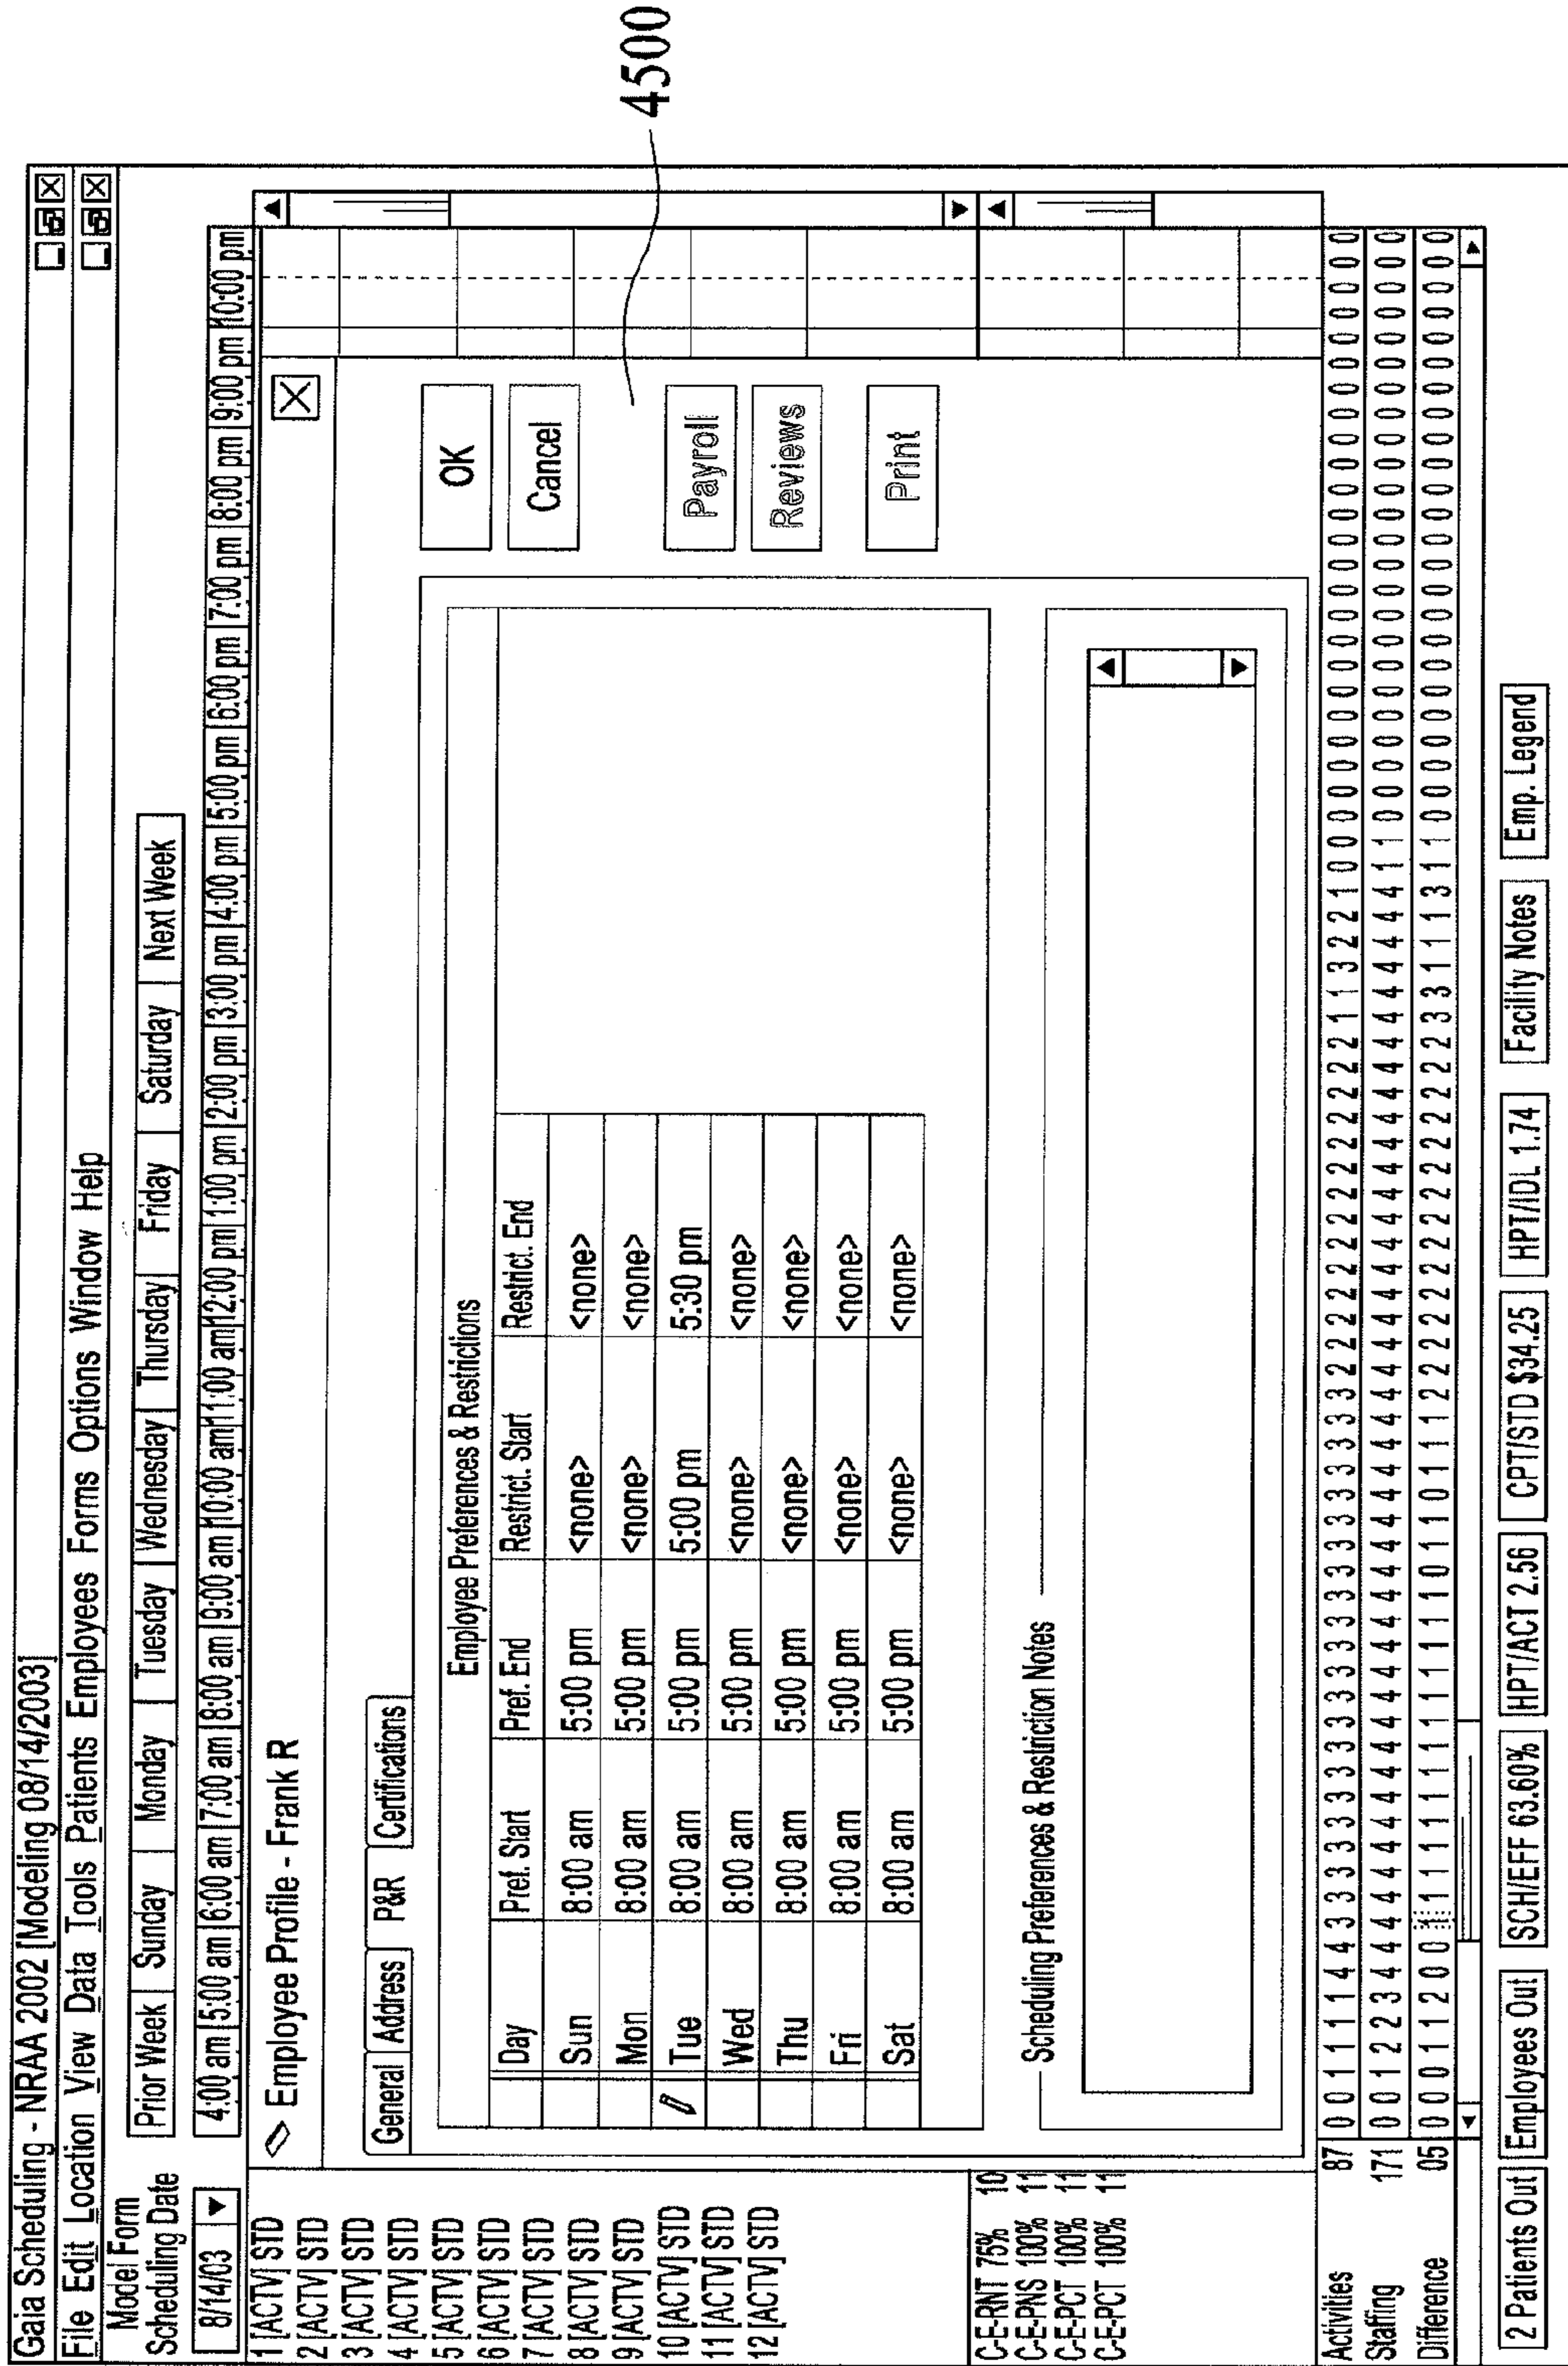 4500
Gaia Scheduling - NRAA 2002 [Modeling 08/14/2003]
File Edit Location View Data Tools Patients Employees Forms Options Window Help
Model Form
Scheduling Date
8/14/03
Prior Week Sunday Monday Tuesday Wednesday Thursday Friday Saturday Next Week
4:00 am 5:00 am 6:00 am 7:00 am 8:00 am 9:00 am 10:00 am 11:00 am 12:00 pm 1:00 pm 2:00 pm 3:00 pm 4:00 pm 5:00 pm 6:00 pm 7:00 pm 8:00 pm 9:00 pm 10:00 pm
1 [ACTV] STD
2 [ACTV] STD
3 [ACTV] STD
4 [ACTV] STD
5 [ACTV] STD
6 [ACTV] STD
7 [ACTV] STD
8 [ACTV] STD
9 [ACTV] STD
10 [ACTV] STD
11 [ACTV] STD
12 [ACTV] STD
C-E-RNT 75% 10
C-E-PNS 100% 11
C-E-PCT 100% 11
C-E-PCT 100% 11
Employee Profile - Frank R
General Address P&R Certifications
Employee Preferences & Restrictions
Day Pref. Start Pref. End Restrict. Start Restrict. End
Sun 8:00 am 5:00 pm <none> <none>
Mon 8:00 am 5:00 pm <none> <none>
Tue 8:00 am 5:00 pm 5:00 pm 5:30 pm
Wed 8:00 am 5:00 pm <none> <none>
Thu 8:00 am 5:00 pm <none> <none>
Fri 8:00 am 5:00 pm <none> <none>
Sat 8:00 am 5:00 pm <none> <none>
OK
Cancel
Payroll
Reviews
Print
Scheduling Preferences & Restriction Notes
Activities 87
Staffing 171
Difference 05
2 Patients Out Employees Out SCH/EFF 63.60% HPT/ACT 2.56 CPT/STD $34.25 HPT/IDL 1.74 Facility Notes Emp. Legend